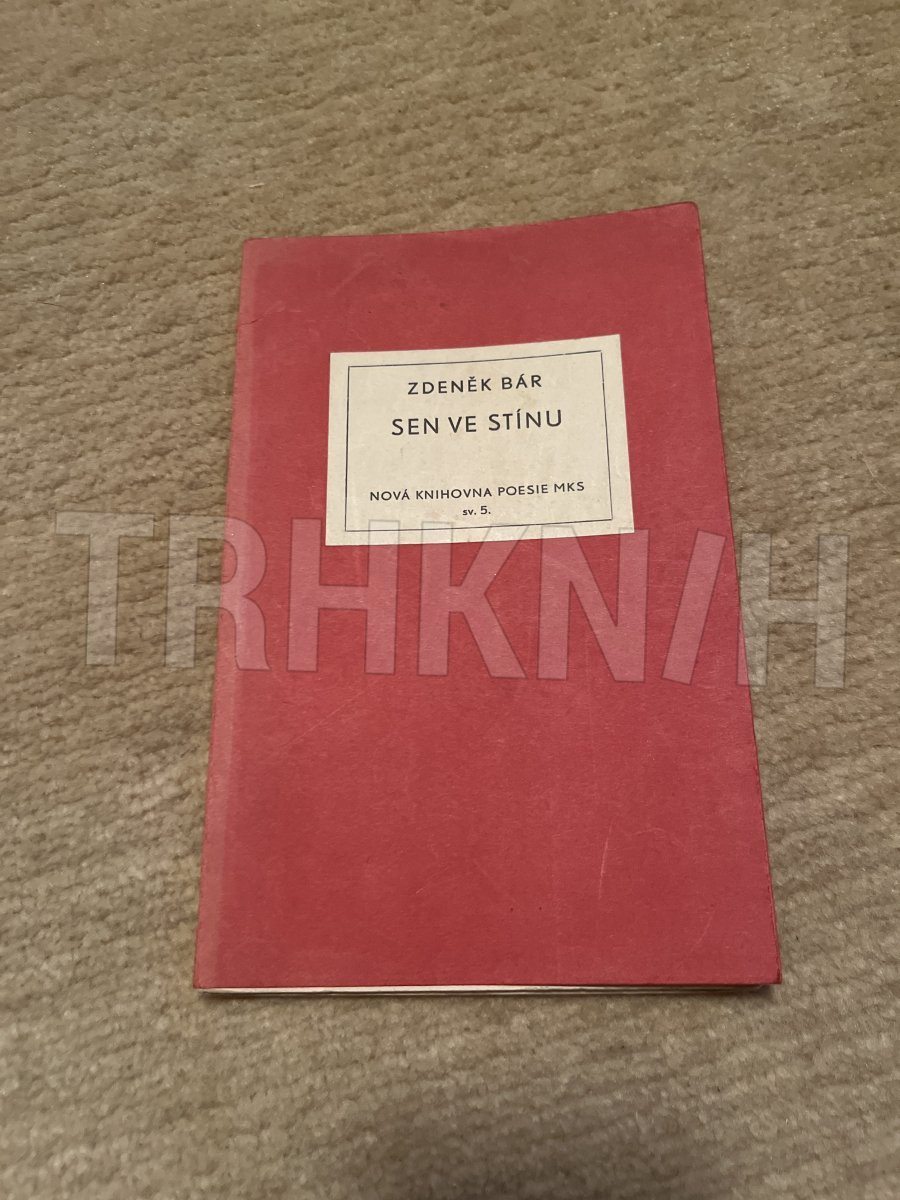 ZDENĚK BÁR
SEN VE STÍNU
NOVÁ KNIHOVNA POESIE MKS
sv. 5.
TRHKNIH